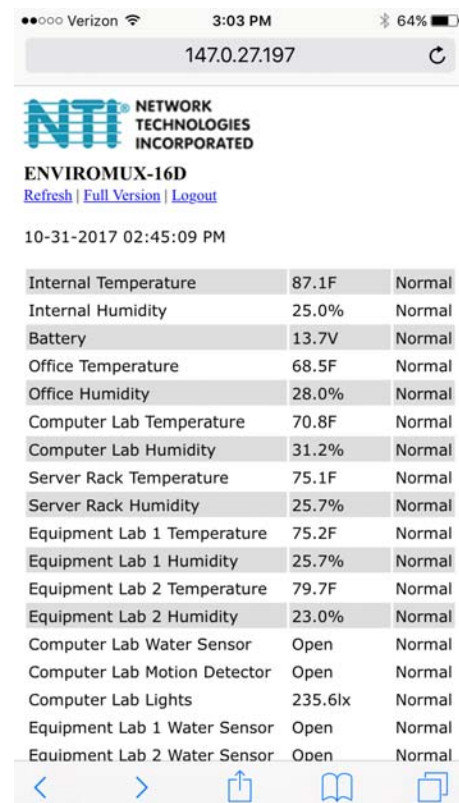 Verizon 3:03 PM 64%
147.0.27.197
NTI® NETWORK
TECHNOLOGIES
INCORPORATED
ENVIROMUX-16D
Refresh | Full Version | Logout
10-31-2017 02:45:09 PM
Internal Temperature 87.1F Normal
Internal Humidity 25.0% Normal
Battery 13.7V Normal
Office Temperature 68.5F Normal
Office Humidity 28.0% Normal
Computer Lab Temperature 70.8F Normal
Computer Lab Humidity 31.2% Normal
Server Rack Temperature 75.1F Normal
Server Rack Humidity 25.7% Normal
Equipment Lab 1 Temperature 75.2F Normal
Equipment Lab 1 Humidity 25.7% Normal
Equipment Lab 2 Temperature 79.7F Normal
Equipment Lab 2 Humidity 23.0% Normal
Computer Lab Water Sensor Open Normal
Computer Lab Motion Detector Open Normal
Computer Lab Lights 235.6lx Normal
Equipment Lab 1 Water Sensor Open Normal
Equipment Lab 2 Water Sensor Open Normal